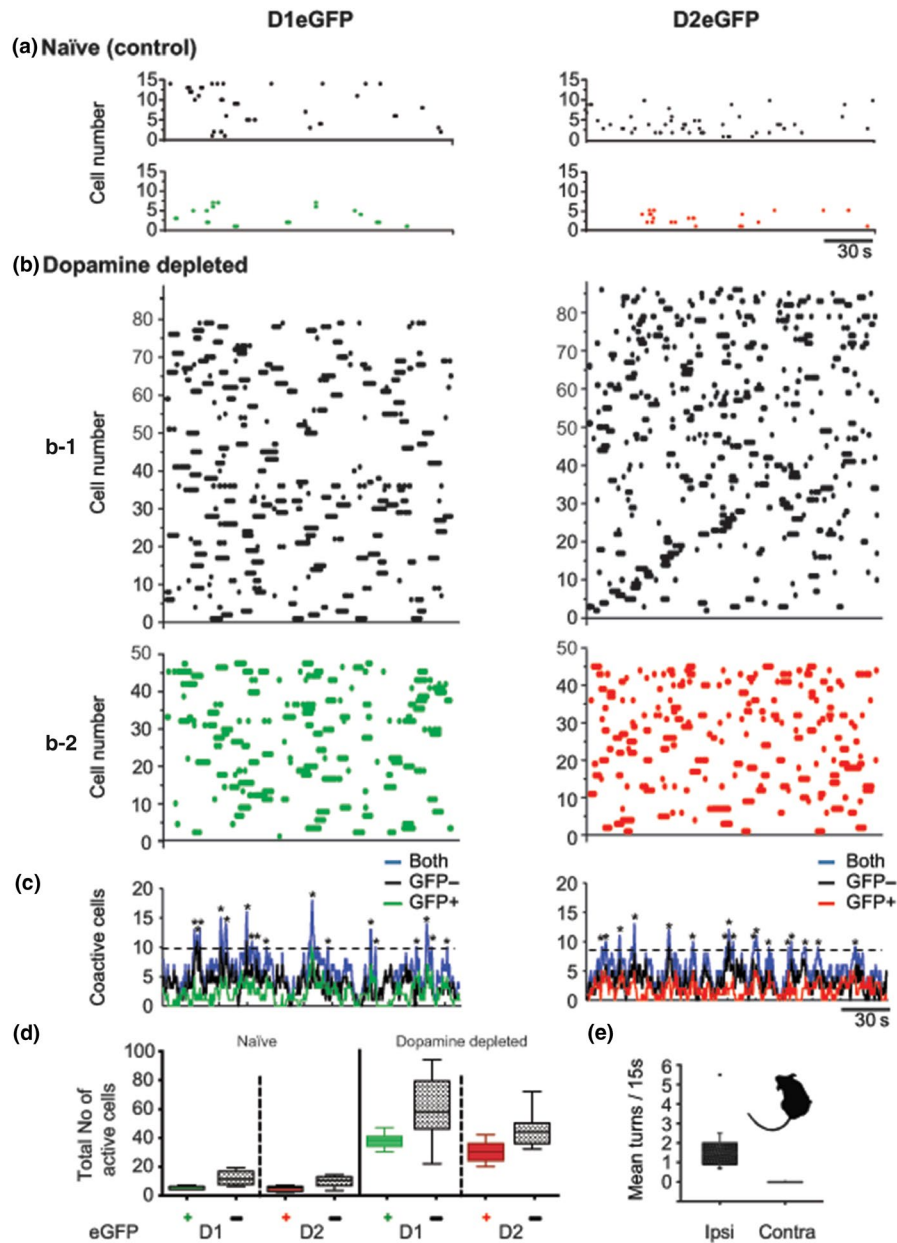 D1eGFP D2eGFP
(a) Naïve (control)
15 15
10 10
5 5
0 0
Cell number
15 15
10 10
5 5
0 0
30 s
(b) Dopamine depleted
b-1
Cell number
80 80
70 70
60 60
50 50
40 40
30 30
20 20
10 10
0 0
b-2
Cell number
50 50
40 40
30 30
20 20
10 10
0 0
(c)
Both Both
GFP− GFP−
GFP+ GFP+
Coactive cells
20 20
15 15
10 10
5 5
0 0
* * * * * * * * * * * * * *
30 s
(d)
Naïve Dopamine depleted
Total No of
active cells
100
80
60
40
20
0
+ − + − + − + −
eGFP D1 D2 D1 D2
(e)
Mean turns / 15s
6
5
4
3
2
1
0
Ipsi Contra